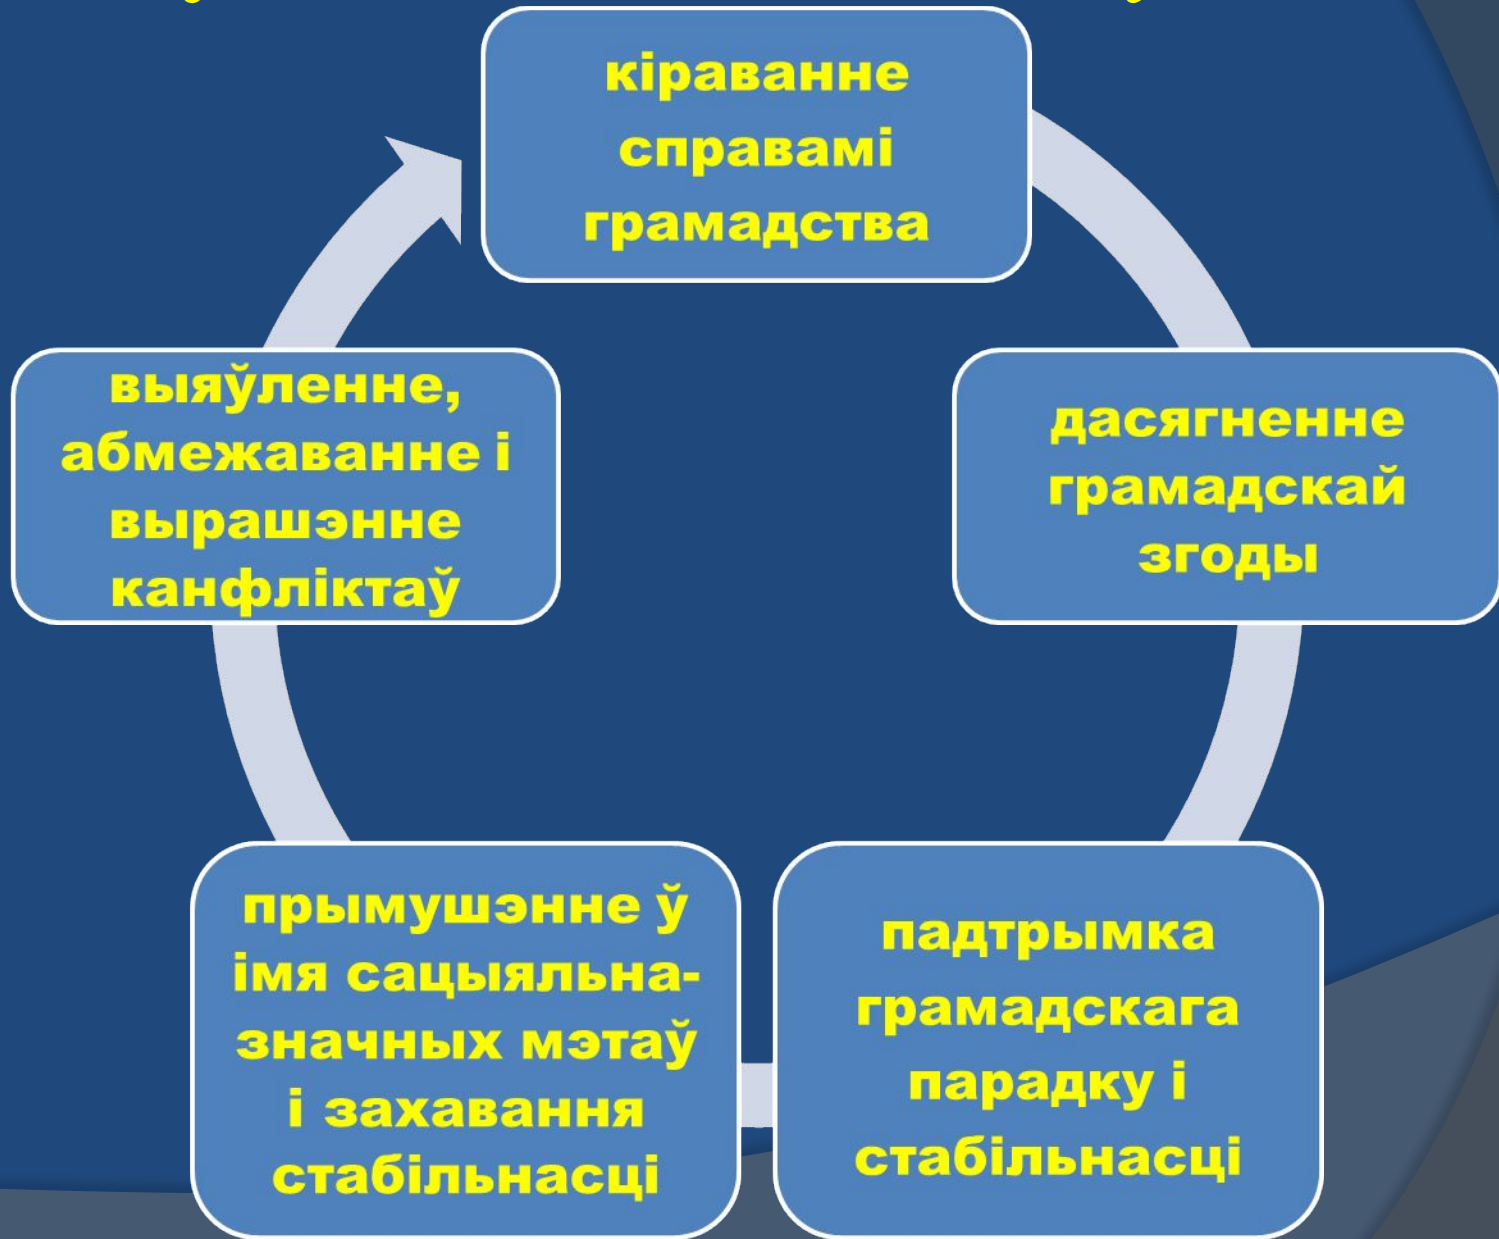 кіраванне
справамі
грамадства
дасягненне
грамадскай
згоды
падтрымка
грамадскага
парадку і
стабільнасці
прымушэнне ў
імя сацыяльна-
значных мэтаў
і захавання
стабільнасці
выяўленне,
абмежаванне і
вырашэнне
канфліктаў